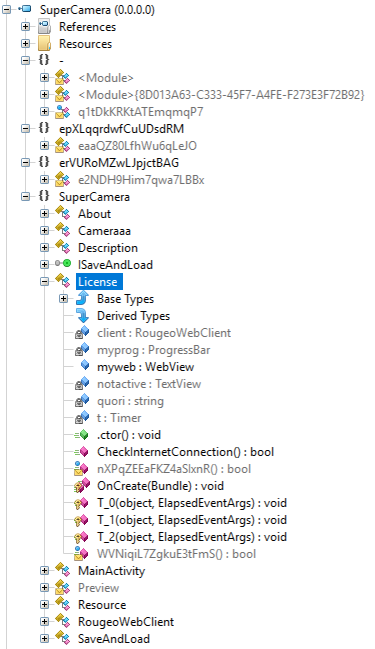 SuperCamera (0.0.0.0)
References
Resources
{} -
<Module>
<Module>{8D013A63-C333-45F7-A4FE-F273E3F72B92}
q1tDkKRKtATEmqmqP7
{} epXLqqrdwfCuUDsdRM
eaaQZ80LfhWu6qLeJO
{} erVURoMZwLJpjctBAG
e2NDH9Him7qwa7LBBx
{} SuperCamera
About
Cameraaa
Description
ISaveAndLoad
License
Base Types
Derived Types
client : RougeoWebClient
myprog : ProgressBar
myweb : WebView
notactive : TextView
quori : string
t : Timer
.ctor() : void
CheckInternetConnection() : bool
nXPqZEEaFKZ4aSlxnR() : bool
OnCreate(Bundle) : void
T_0(object, ElapsedEventArgs) : void
T_1(object, ElapsedEventArgs) : void
T_2(object, ElapsedEventArgs) : void
WVNiqiL7ZgkuE3tFmS() : bool
MainActivity
Preview
Resource
RougeoWebClient
SaveAndLoad